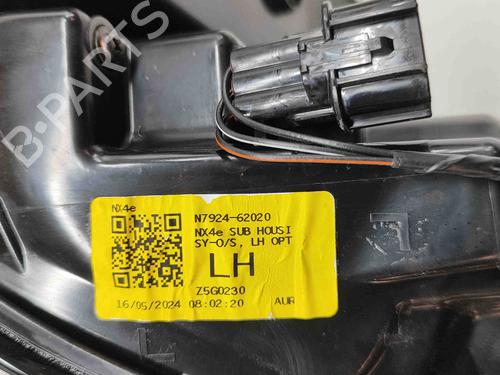 B-PARTS
NX4e
N7924-62020
NX4e SUB HOUSI
SY-O/S, LH OPT
LH
Z5G0230
16/05/2024 08:02:20 AUR
L